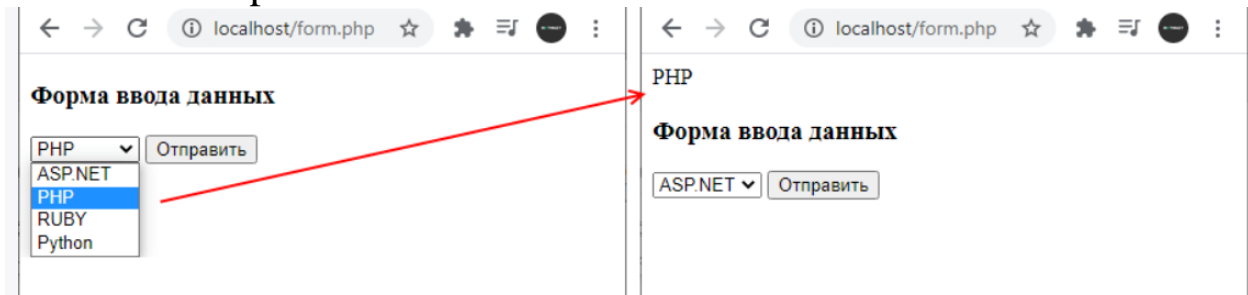 localhost/form.php
Форма ввода данных
PHP Отправить
ASP.NET
PHP
RUBY
Python
localhost/form.php
PHP
Форма ввода данных
ASP.NET Отправить